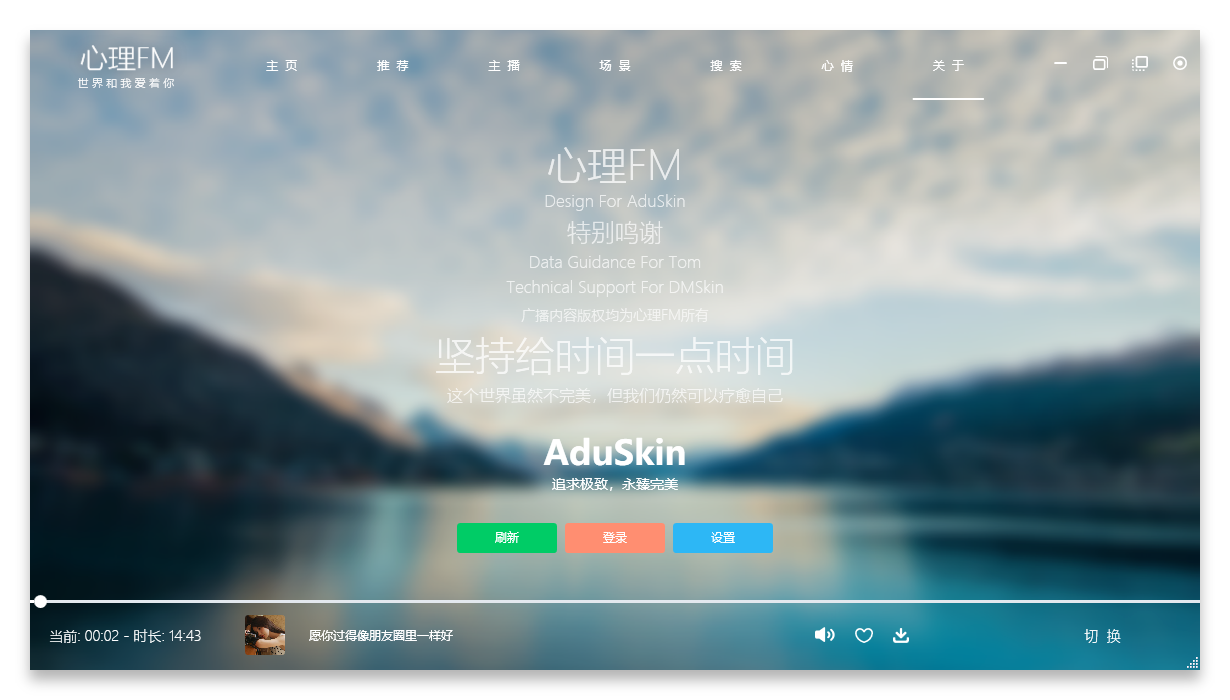 心理FM
世界和我爱着你
主页 推荐 主播 场景 搜索 心情 关于
心理FM
Design For AduSkin
特别鸣谢
Data Guidance For Tom
Technical Support For DMSkin
广播内容版权均为心理FM所有
坚持给时间一点时间
这个世界虽然不完美，但我们仍然可以疗愈自己
AduSkin
追求极致，永臻完美
刷新 登录 设置
当前: 00:02 - 时长: 14:43 愿你过得像朋友圈里一样好 切换